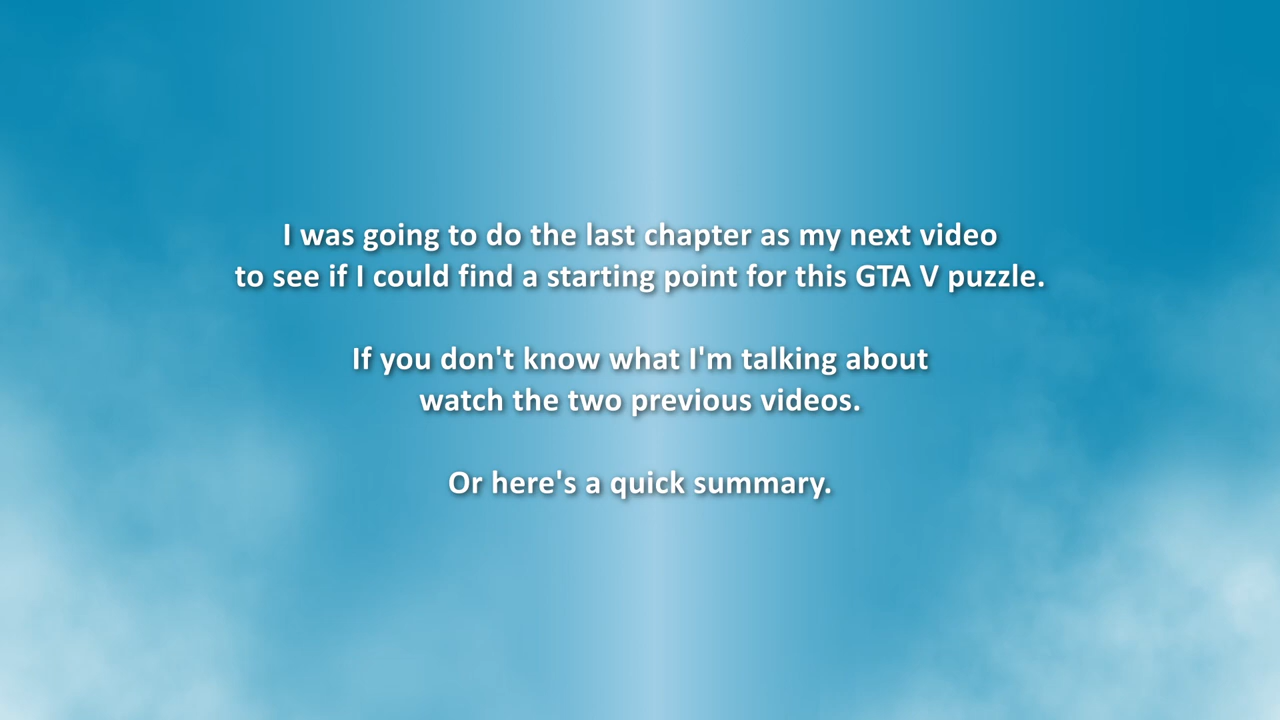 I was going to do the last chapter as my next video
to see if I could find a starting point for this GTA V puzzle.
If you don't know what I'm talking about
watch the two previous videos.
Or here's a quick summary.